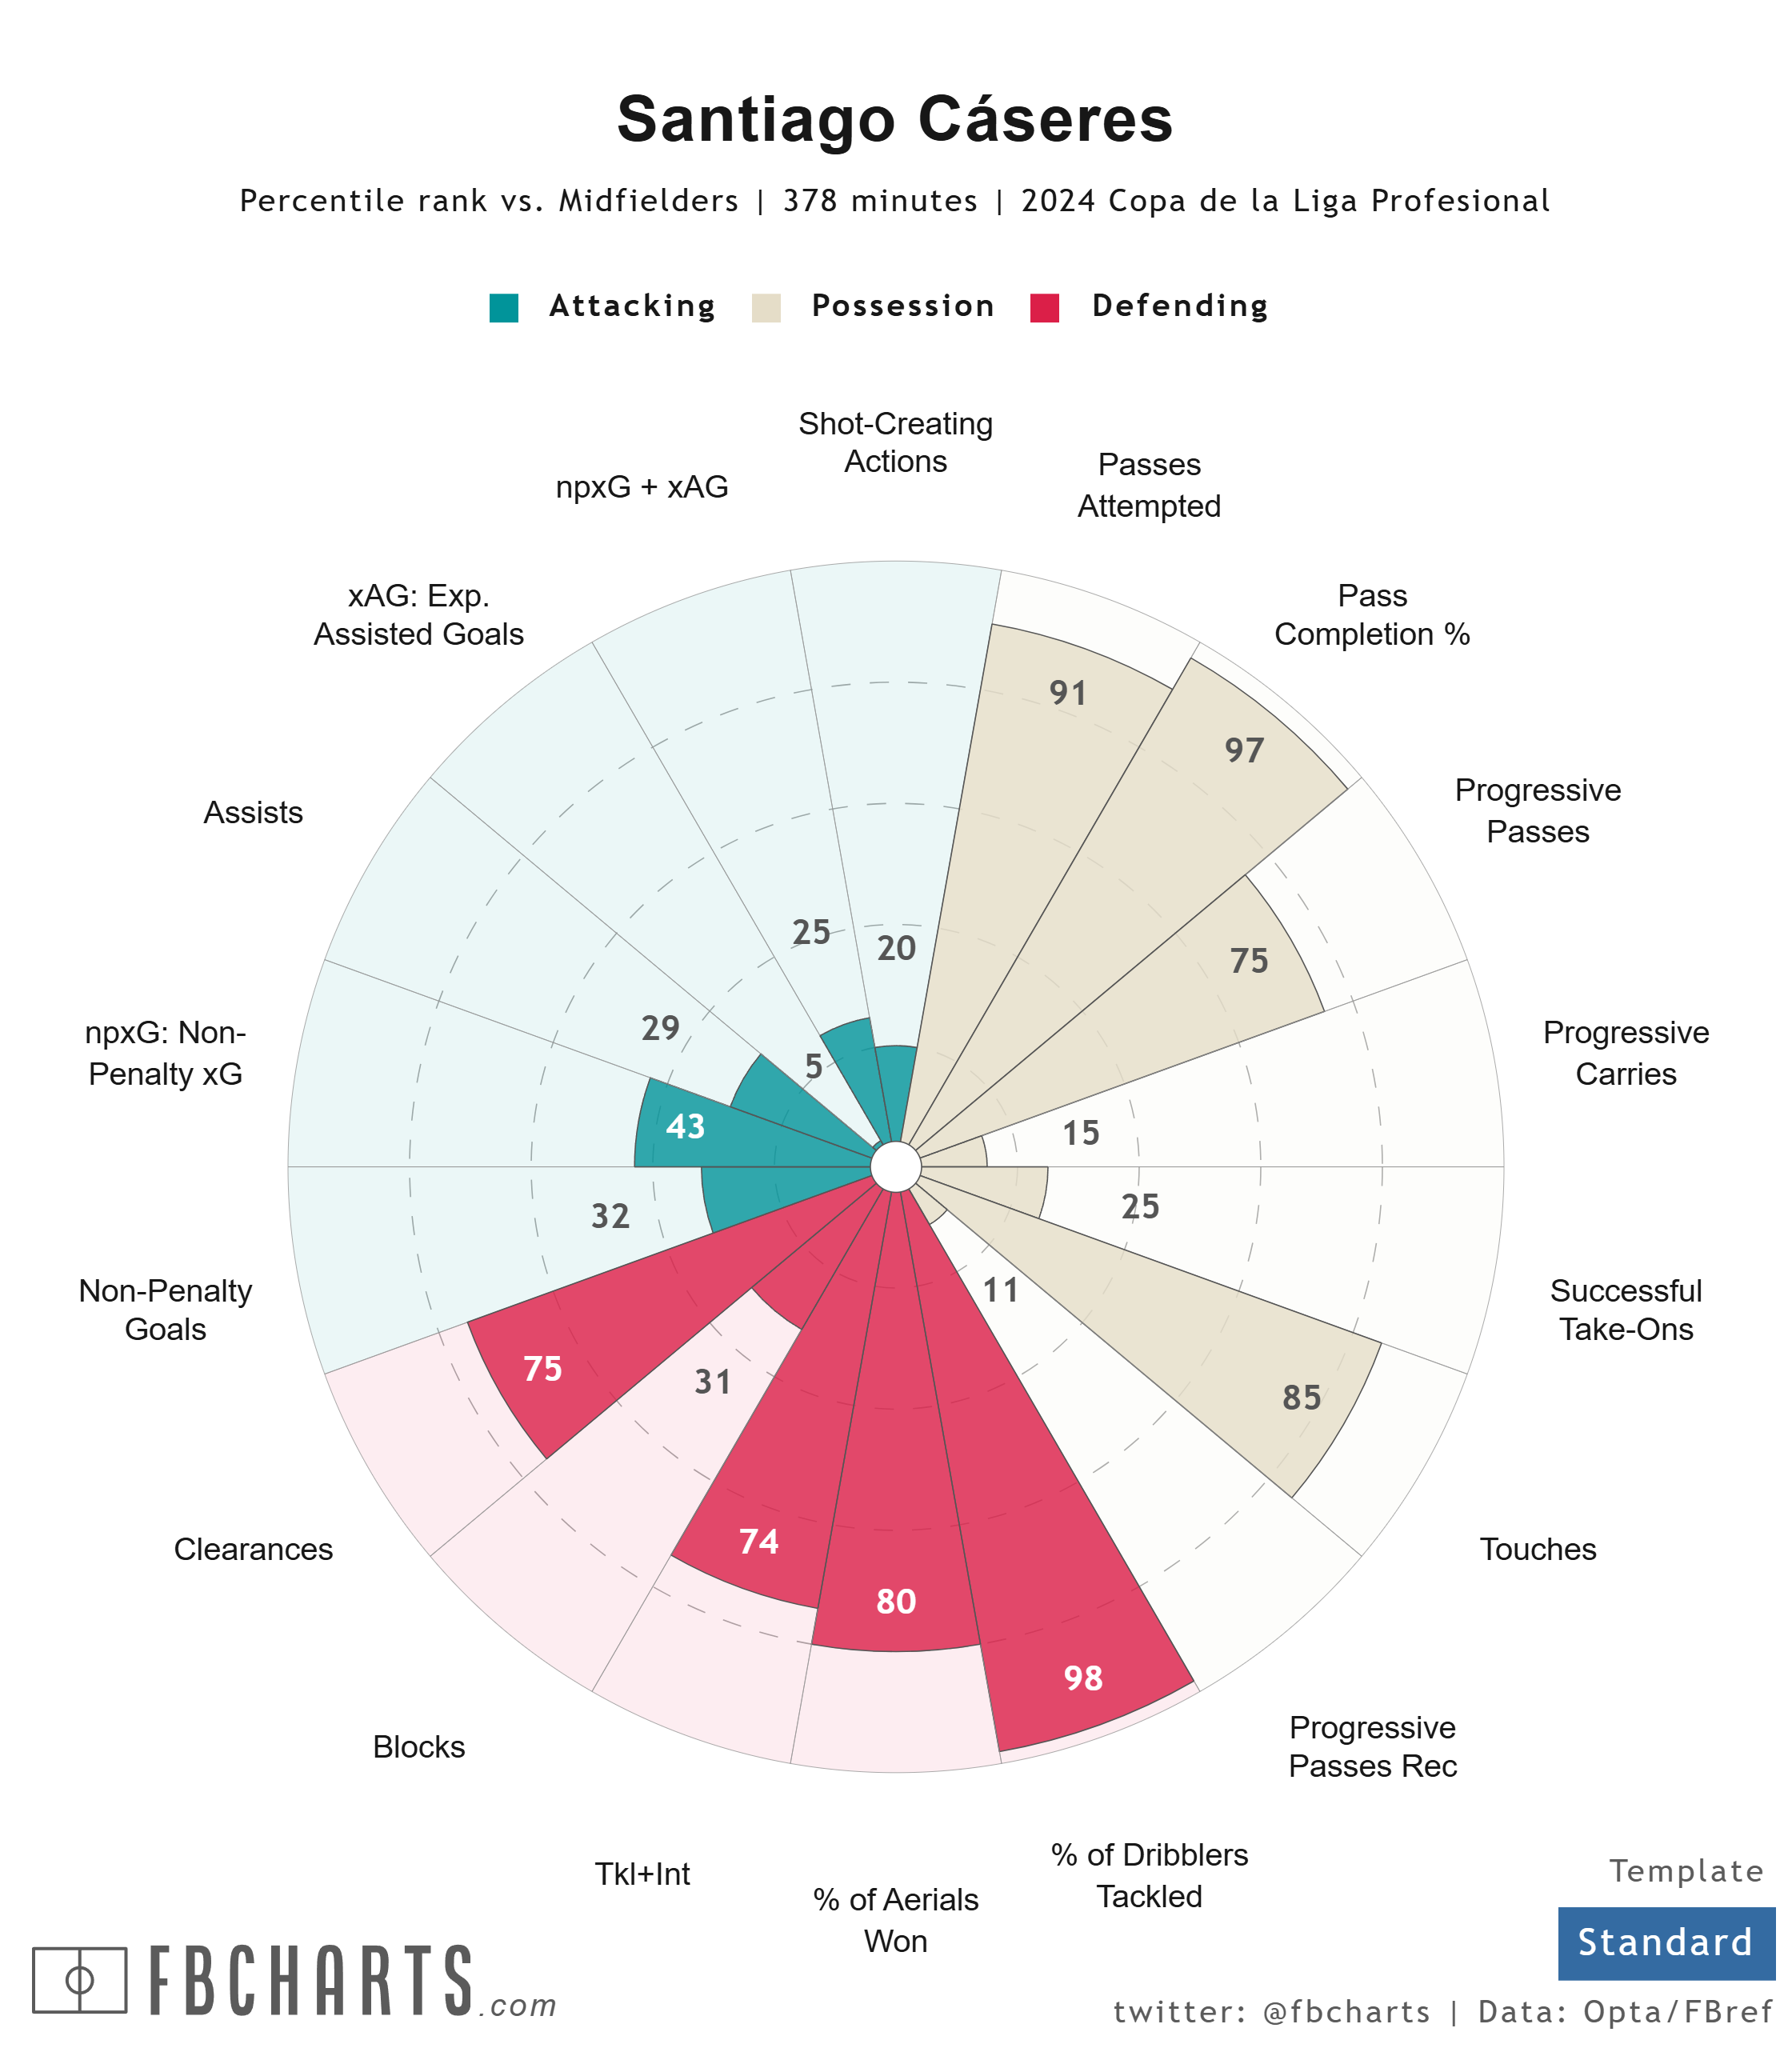 Santiago Cáseres
Percentile rank vs. Midfielders | 378 minutes | 2024 Copa de la Liga Profesional
Attacking Possession Defending
Shot-Creating
Actions
Passes
Attempted
Pass
Completion %
Progressive
Passes
Progressive
Carries
Successful
Take-Ons
Touches
Progressive
Passes Rec
% of Dribblers
Tackled
% of Aerials
Won
Tkl+Int
Blocks
Clearances
Non-Penalty
Goals
npxG: Non-
Penalty xG
Assists
xAG: Exp.
Assisted Goals
npxG + xAG
20
91
97
75
15
25
85
11
98
80
74
31
75
32
43
29
5
25
Template
Standard
FBCHARTS.com
twitter: @fbcharts | Data: Opta/FBref